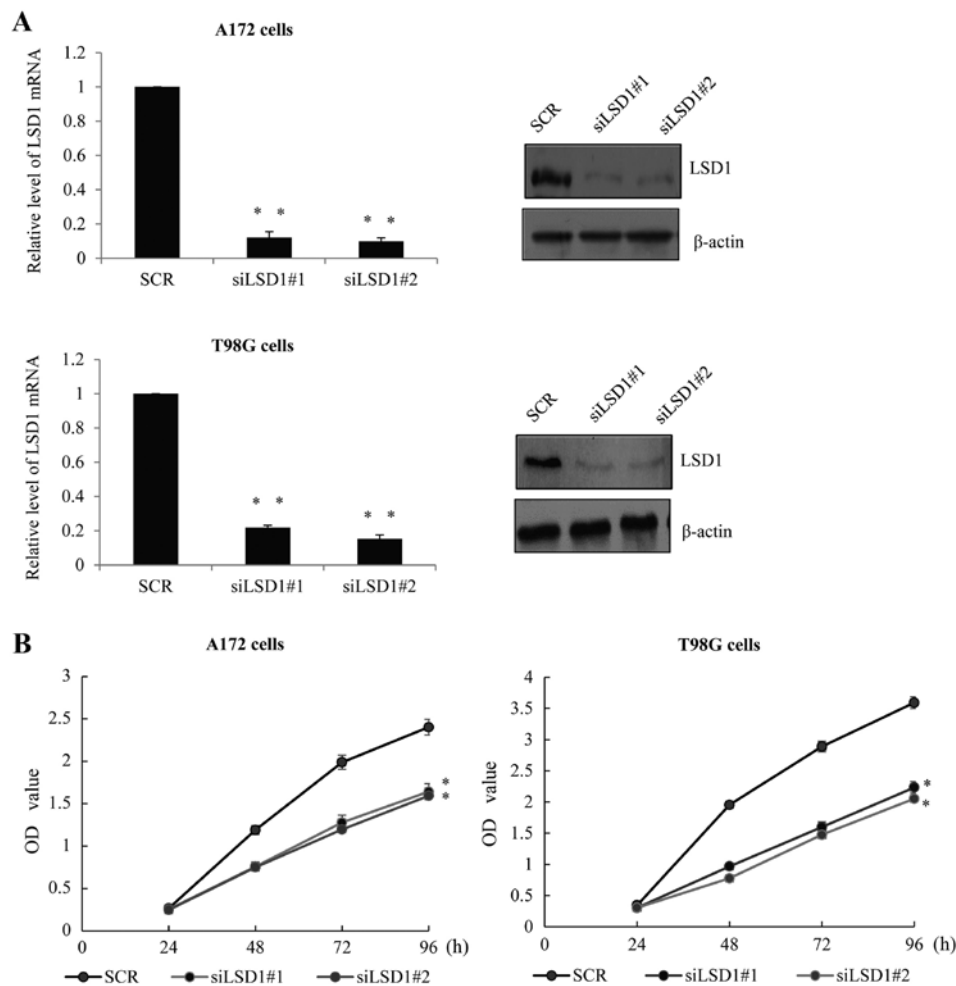 A
A172 cells
Relative level of LSD1 mRNA
1.2
1
0.8
0.6
0.4
0.2
0
* *
* *
SCR
siLSD1#1
siLSD1#2
SCR
siLSD1#1
siLSD1#2
LSD1
β-actin
T98G cells
Relative level of LSD1 mRNA
1.2
1
0.8
0.6
0.4
0.2
0
* *
* *
SCR
siLSD1#1
siLSD1#2
SCR
siLSD1#1
siLSD1#2
LSD1
β-actin
B
A172 cells
OD value
3
2.5
2
1.5
1
0.5
0
*
*
0
24
48
72
96
(h)
SCR
siLSD1#1
siLSD1#2
T98G cells
OD value
4
3.5
3
2.5
2
1.5
1
0.5
0
*
*
0
24
48
72
96
(h)
SCR
siLSD1#1
siLSD1#2